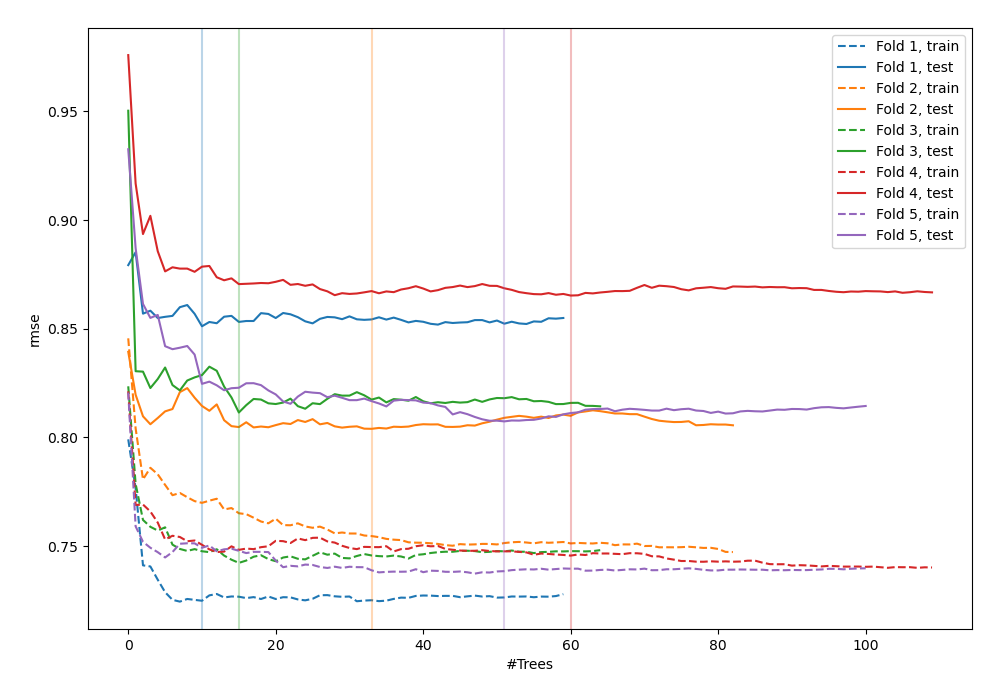 0.95
0.90
0.85
0.80
0.75
rmse
0
20
40
60
80
100
#Trees
Fold 1, train
Fold 1, test
Fold 2, train
Fold 2, test
Fold 3, train
Fold 3, test
Fold 4, train
Fold 4, test
Fold 5, train
Fold 5, test